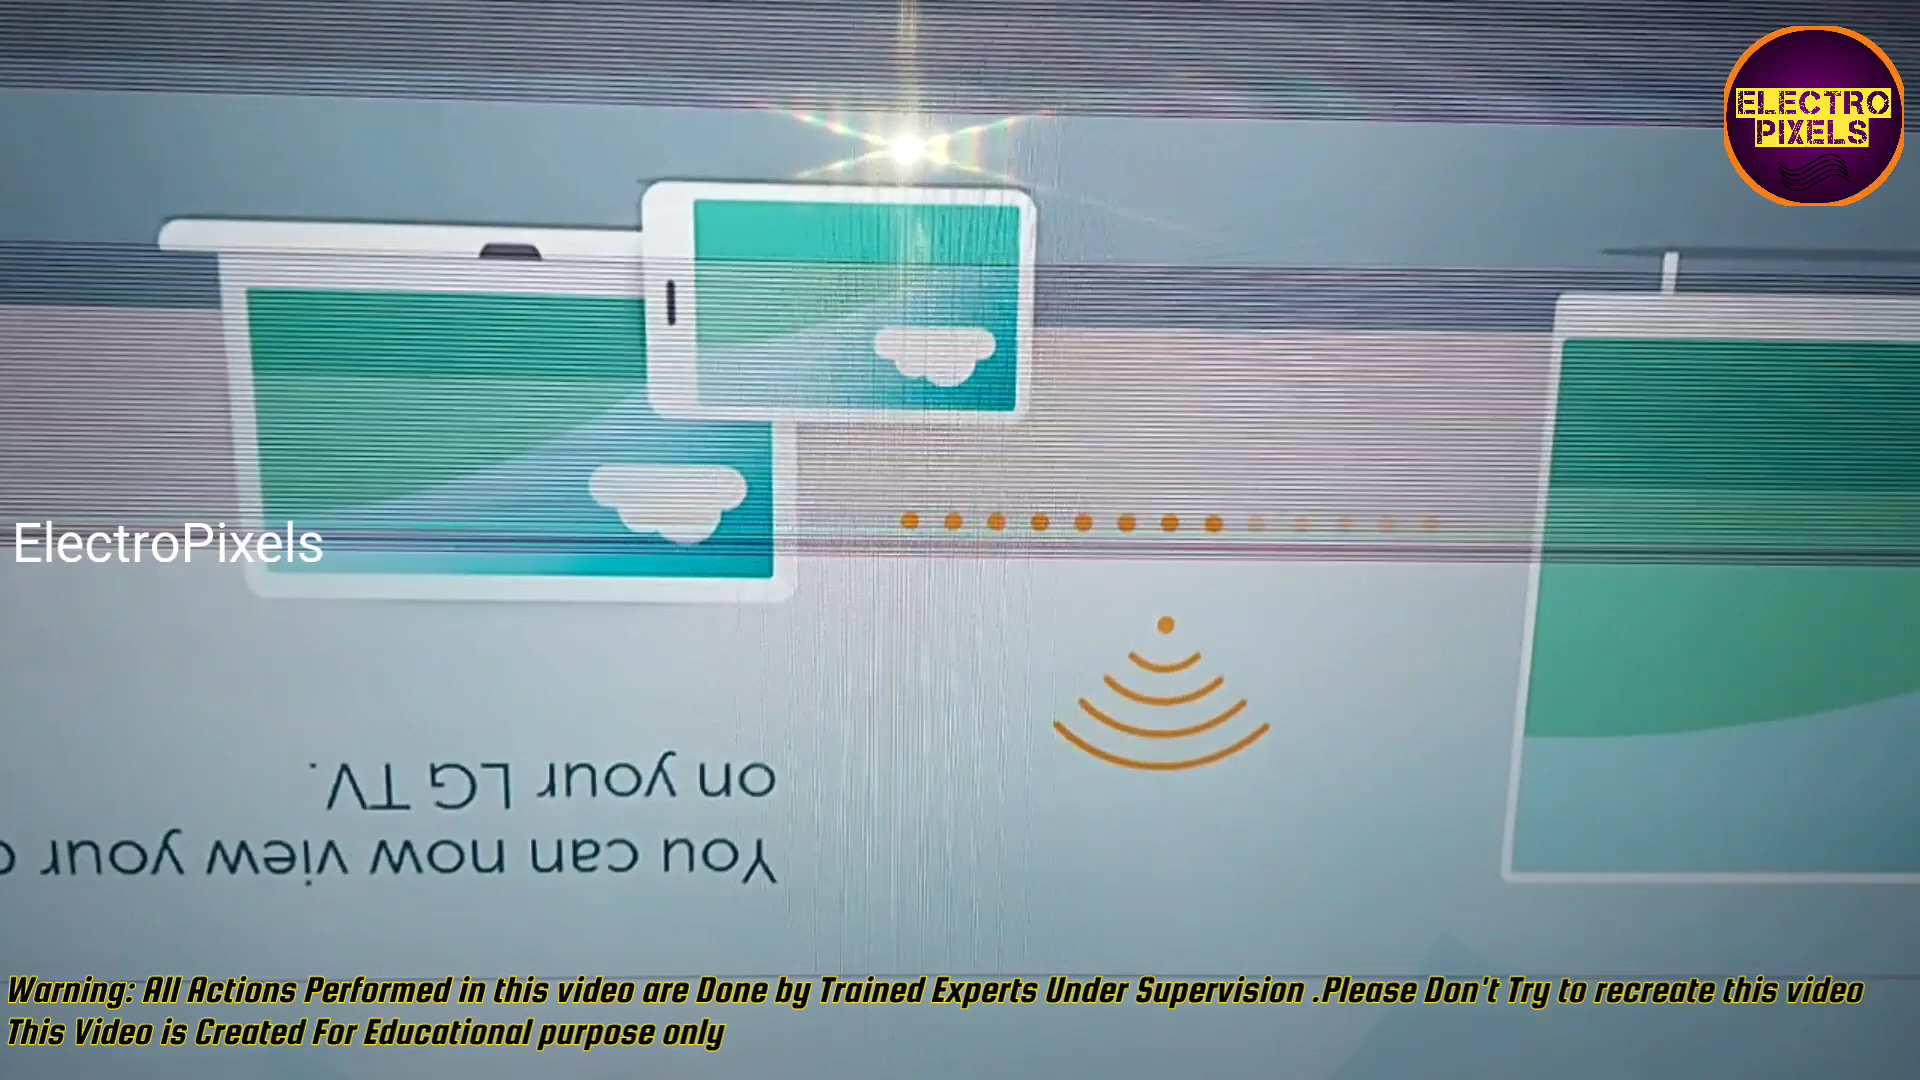 ELECTRO
PIXELS
ElectroPixels
You can now view your
on your LG TV.
Warning: All Actions Performed in this video are Done by Trained Experts Under Supervision .Please Don't Try to recreate this video
This Video is Created For Educational purpose only